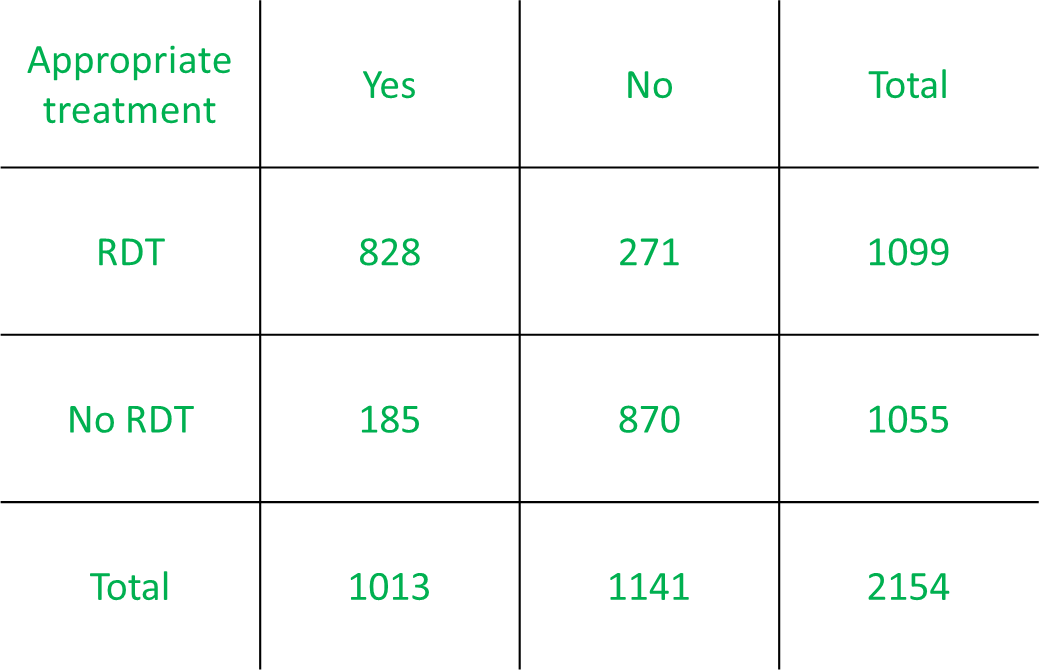 Appropriate
treatment
Yes
No
Total
RDT
828
271
1099
No RDT
185
870
1055
Total
1013
1141
2154